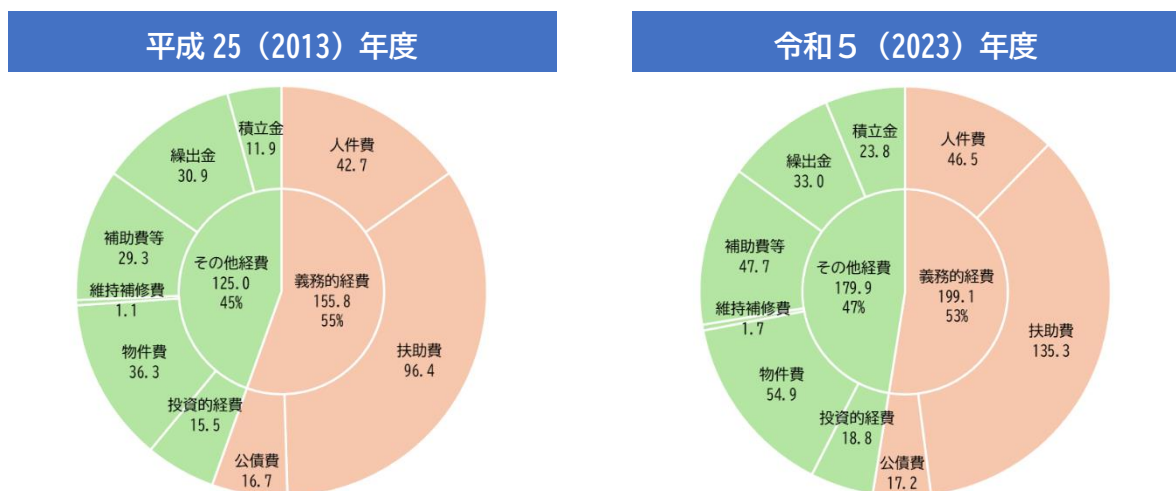 平成25（2013）年度
積立金
11.9
人件費
42.7
繰出金
30.9
補助費等
29.3
その他経費
125.0
45%
義務的経費
155.8
55%
維持補修費
1.1
物件費
36.3
扶助費
96.4
投資的経費
15.5
公債費
16.7
令和５（2023）年度
積立金
23.8
人件費
46.5
繰出金
33.0
補助費等
47.7
その他経費
179.9
47%
義務的経費
199.1
53%
維持補修費
1.7
扶助費
135.3
物件費
54.9
投資的経費
18.8
公債費
17.2